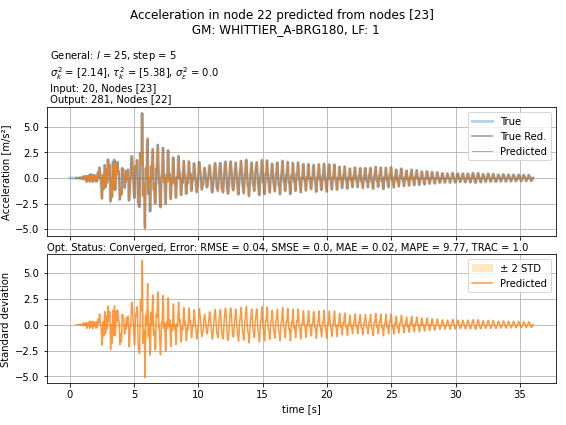 Acceleration in node 22 predicted from nodes [23]
GM: WHITTIER_A-BRG180, LF: 1
General: l = 25, step = 5
σ²ₖ = [2.14], τ²ₖ = [5.38], σ²ε = 0.0
Input: 20, Nodes [23]
Output: 281, Nodes [22]
Acceleration [m/s²]
5.0
2.5
0.0
−2.5
−5.0
True
True Red.
Predicted
Opt. Status: Converged, Error: RMSE = 0.04, SMSE = 0.0, MAE = 0.02, MAPE = 9.77, TRAC = 1.0
Standard deviation
5.0
2.5
0.0
−2.5
−5.0
± 2 STD
Predicted
0 5 10 15 20 25 30 35
time [s]